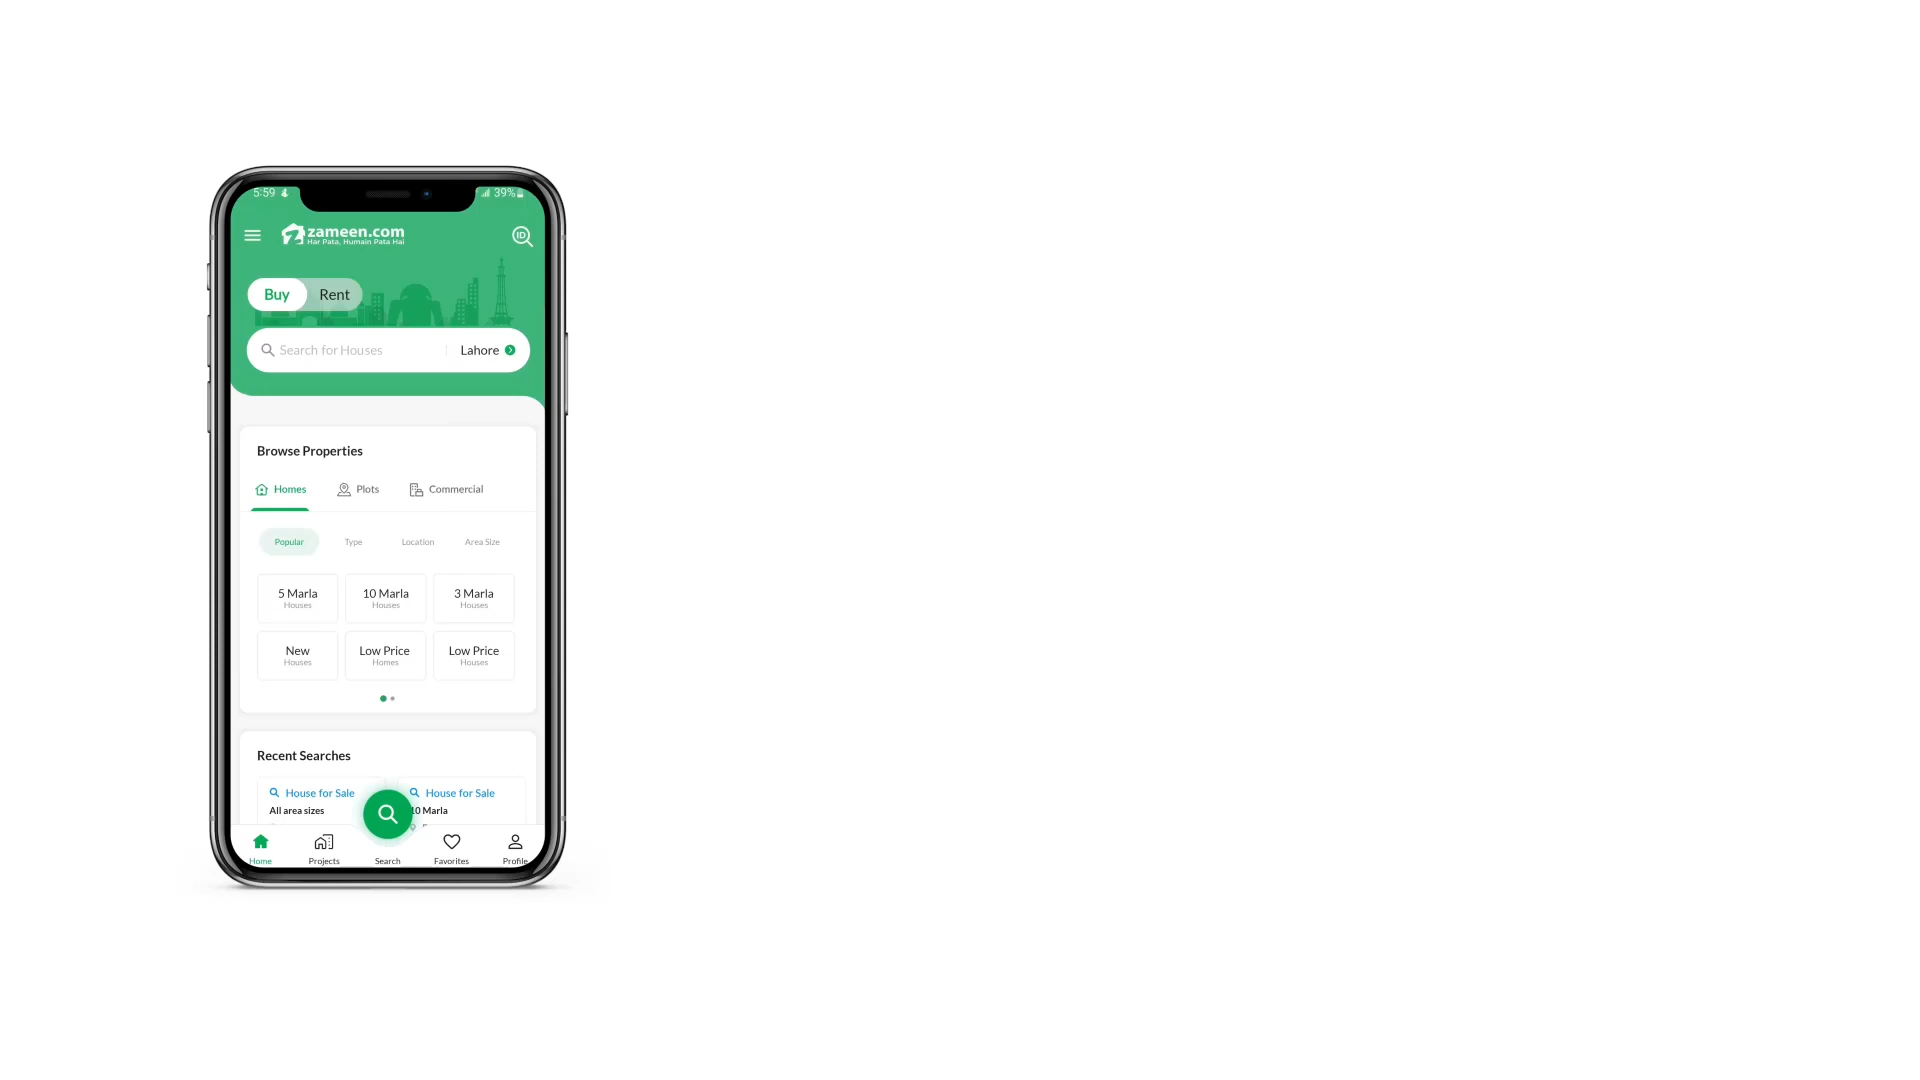 5:59
39%
zameen.com
Har Pata, Humain Pata Hai
ID
Buy
Rent
Search for Houses
Lahore
Browse Properties
Homes
Plots
Commercial
Popular
Type
Location
Area Size
5 Marla
Houses
10 Marla
Houses
3 Marla
Houses
New
Houses
Low Price
Homes
Low Price
Houses
Recent Searches
House for Sale
All area sizes
House for Sale
10 Marla
Home
Projects
Search
Favorites
Profile